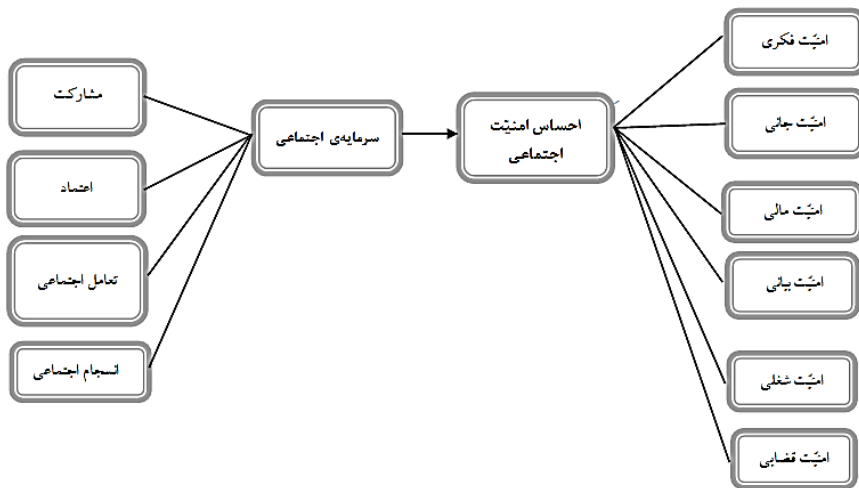 امنیّت فکری
امنیّت جانی
امنیّت مالی
امنیّت بیانی
امنیّت شغلی
امنیّت قضایی
احساس امنیّت
اجتماعی
سرمایه‌ی اجتماعی
مشارکت
اعتماد
تعامل اجتماعی
انسجام اجتماعی